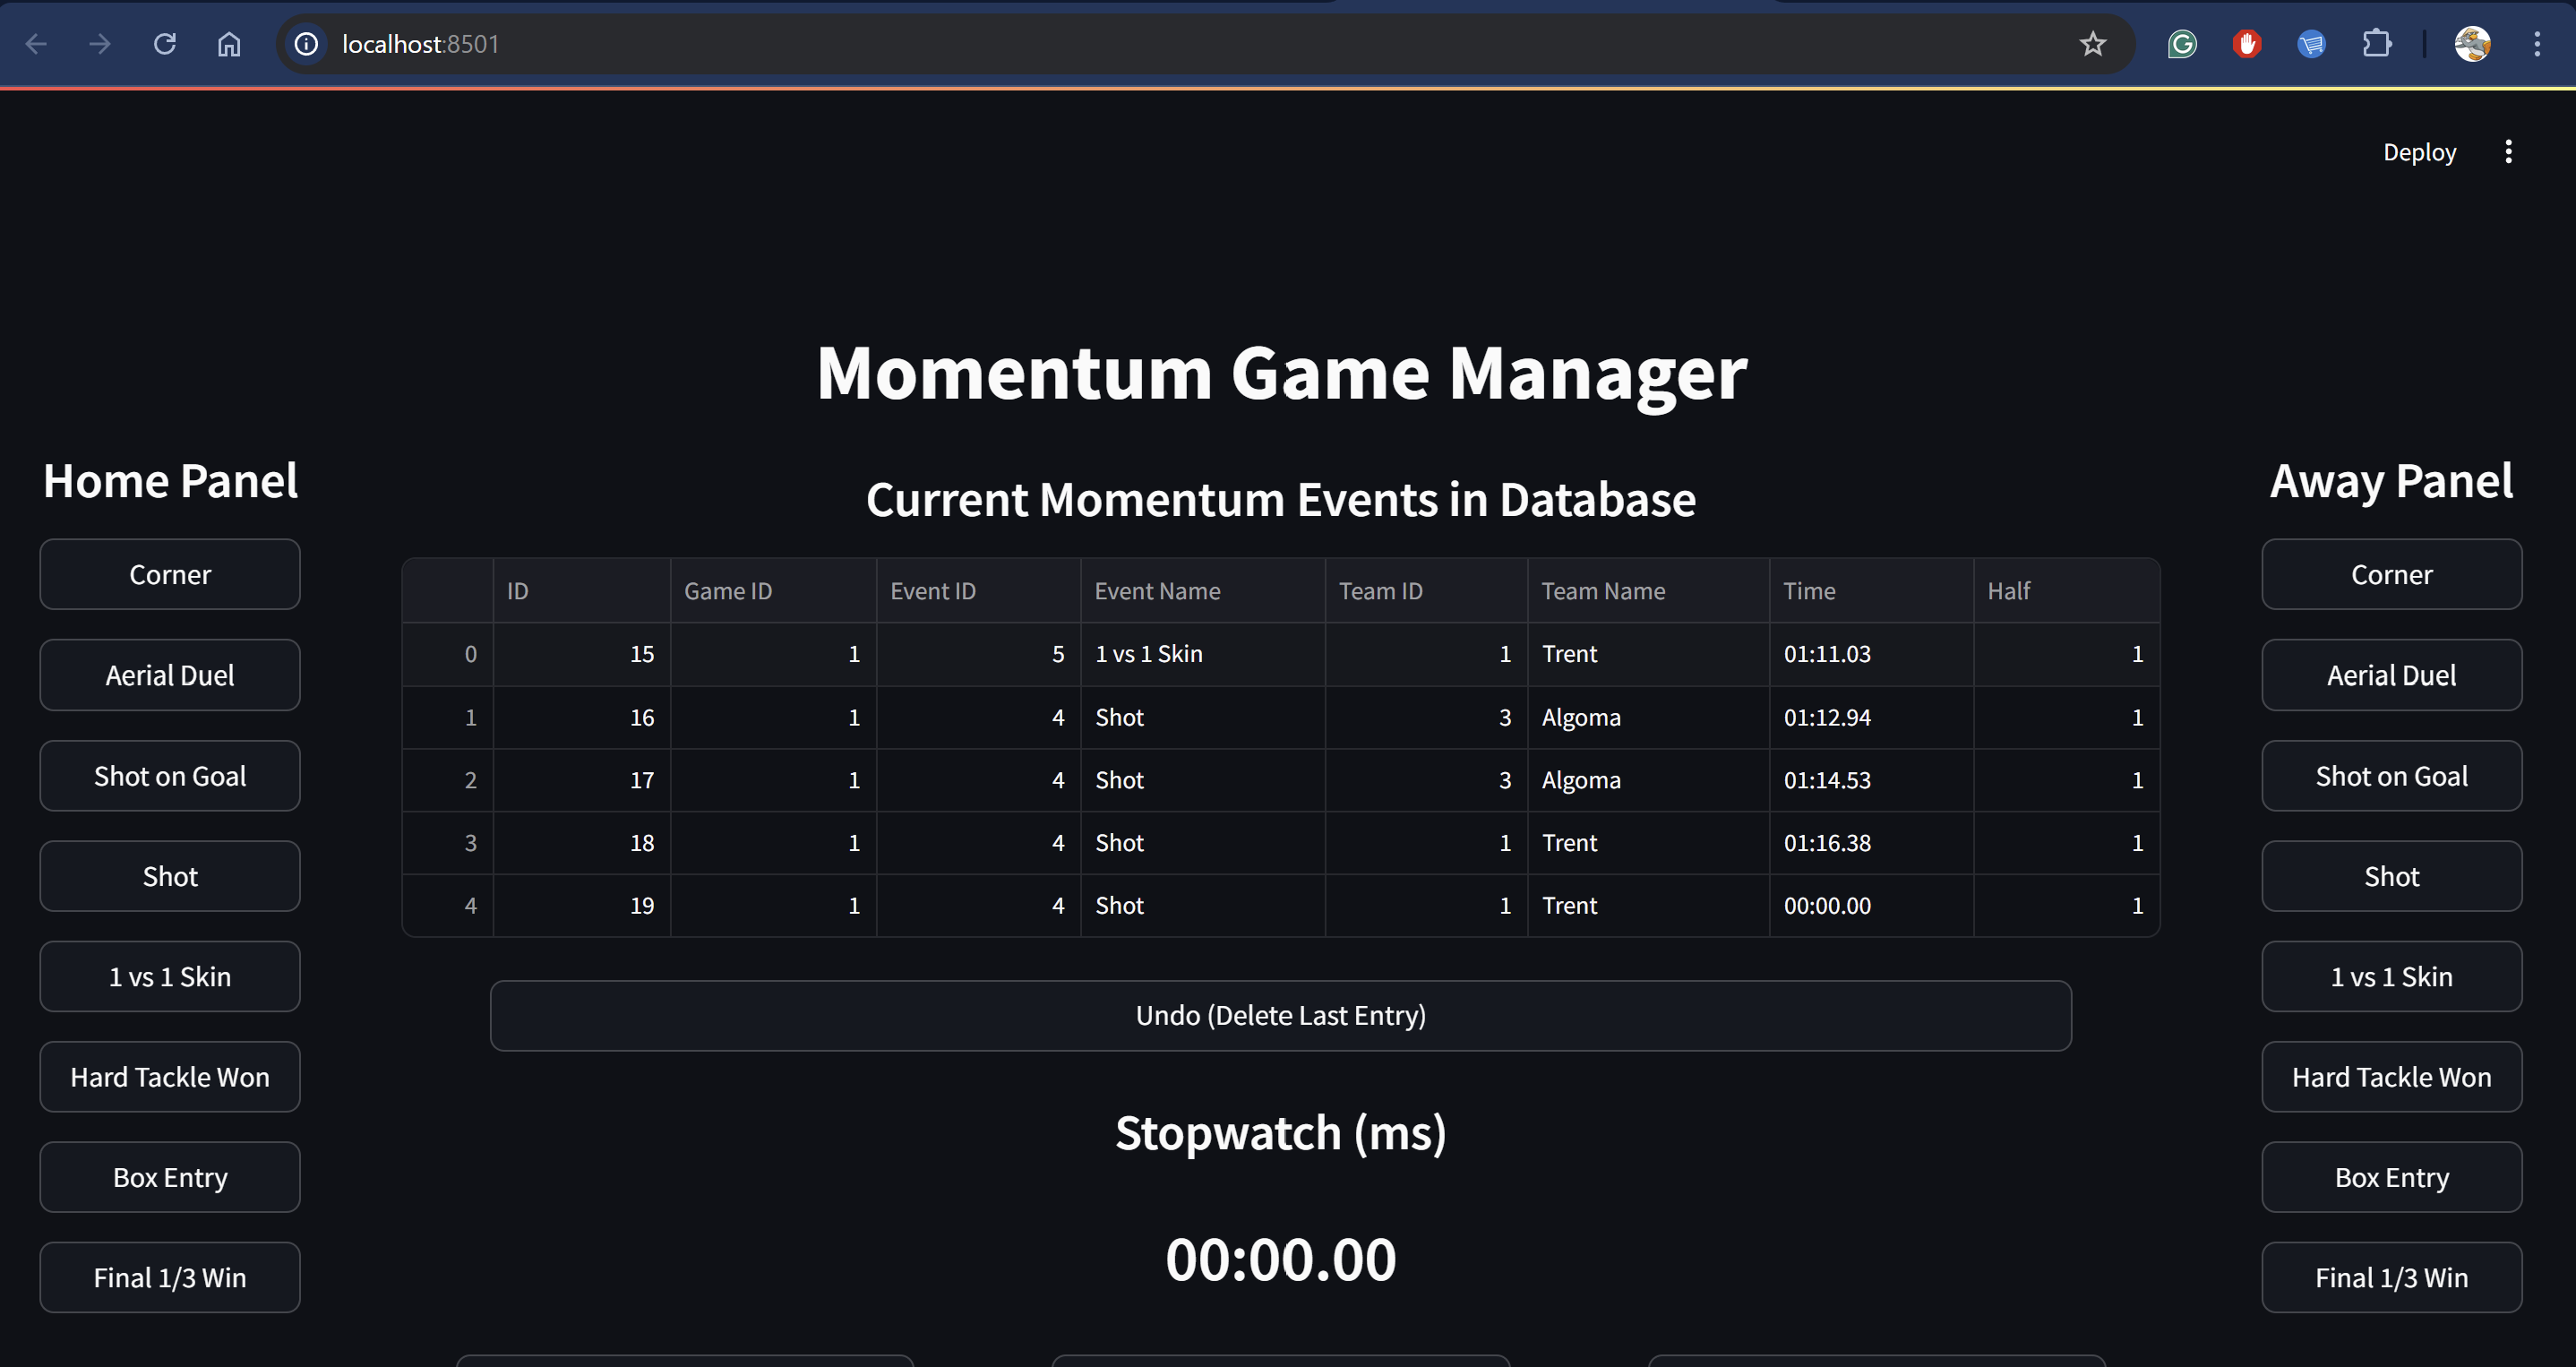 localhost:8501
Deploy
Momentum Game Manager
Home Panel
Corner
Aerial Duel
Shot on Goal
Shot
1 vs 1 Skin
Hard Tackle Won
Box Entry
Final 1/3 Win
Current Momentum Events in Database
ID Game ID Event ID Event Name Team ID Team Name Time Half
0 15 1 5 1 vs 1 Skin 1 Trent 01:11.03 1
1 16 1 4 Shot 3 Algoma 01:12.94 1
2 17 1 4 Shot 3 Algoma 01:14.53 1
3 18 1 4 Shot 1 Trent 01:16.38 1
4 19 1 4 Shot 1 Trent 00:00.00 1
Undo (Delete Last Entry)
Stopwatch (ms)
00:00.00
Away Panel
Corner
Aerial Duel
Shot on Goal
Shot
1 vs 1 Skin
Hard Tackle Won
Box Entry
Final 1/3 Win